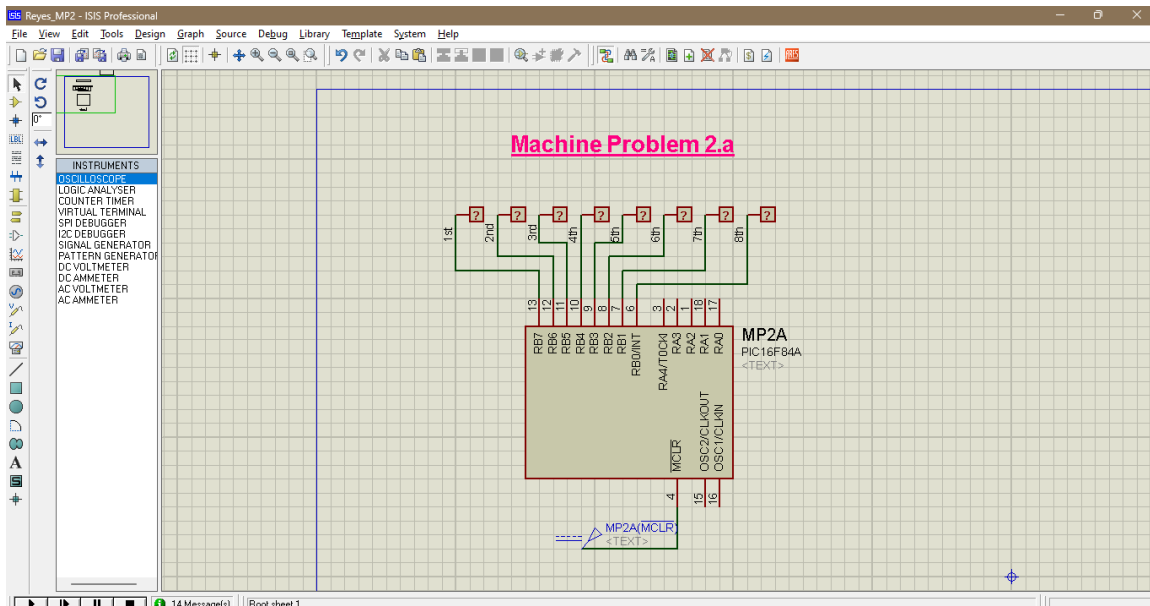 Reyes_MP2 - ISIS Professional
File View Edit Tools Design Graph Source Debug Library Template System Help
0°
LBL
A
S
INSTRUMENTS
OSCILLOSCOPE
LOGIC ANALYSER
COUNTER TIMER
VIRTUAL TERMINAL
SPI DEBUGGER
I2C DEBUGGER
SIGNAL GENERATOR
PATTERN GENERATOR
DC VOLTMETER
DC AMMETER
AC VOLTMETER
AC AMMETER
Machine Problem 2.a
? ? ? ? ? ? ? ?
1st 2nd 3rd 4th 5th 6th 7th 8th
13 12 11 10 9 8 7 6 3 2 1 18 17
RB7 RB6 RB5 RB4 RB3 RB2 RB1 RB0/INT RA4/T0CKI RA3 RA2 RA1 RA0
MP2A
PIC16F84A
<TEXT>
MCLR OSC2/CLKOUT OSC1/CLKIN
4 15 16
MP2A(MCLR)
<TEXT>
14 Message(s) Root sheet 1